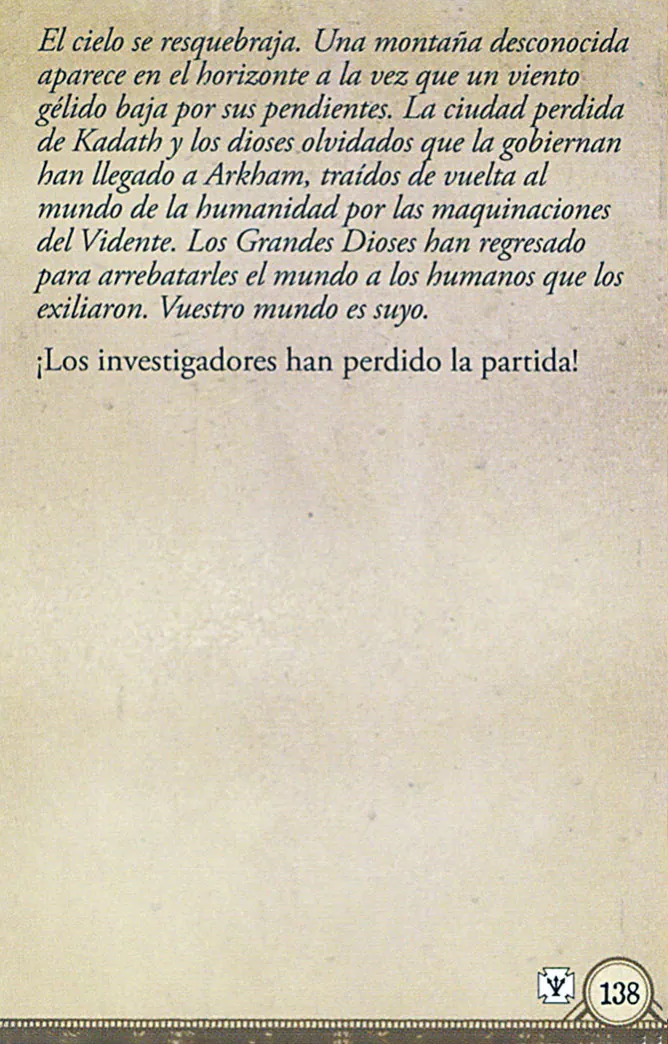 El cielo se resquebraja. Una montaña desconocida
aparece en el horizonte a la vez que un viento
gélido baja por sus pendientes. La ciudad perdida
de Kadath y los dioses olvidados que la gobiernan
han llegado a Arkham, traídos de vuelta al
mundo de la humanidad por las maquinaciones
del Vidente. Los Grandes Dioses han regresado
para arrebatarles el mundo a los humanos que los
exiliaron. Vuestro mundo es suyo.
¡Los investigadores han perdido la partida!
138